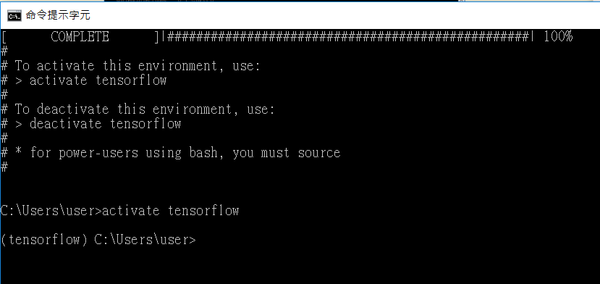 命令提示字元
[      COMPLETE      ]|##################################################| 100%
#
# To activate this environment, use:
# > activate tensorflow
#
# To deactivate this environment, use:
# > deactivate tensorflow
#
# * for power-users using bash, you must source
#
C:\Users\user>activate tensorflow
(tensorflow) C:\Users\user>